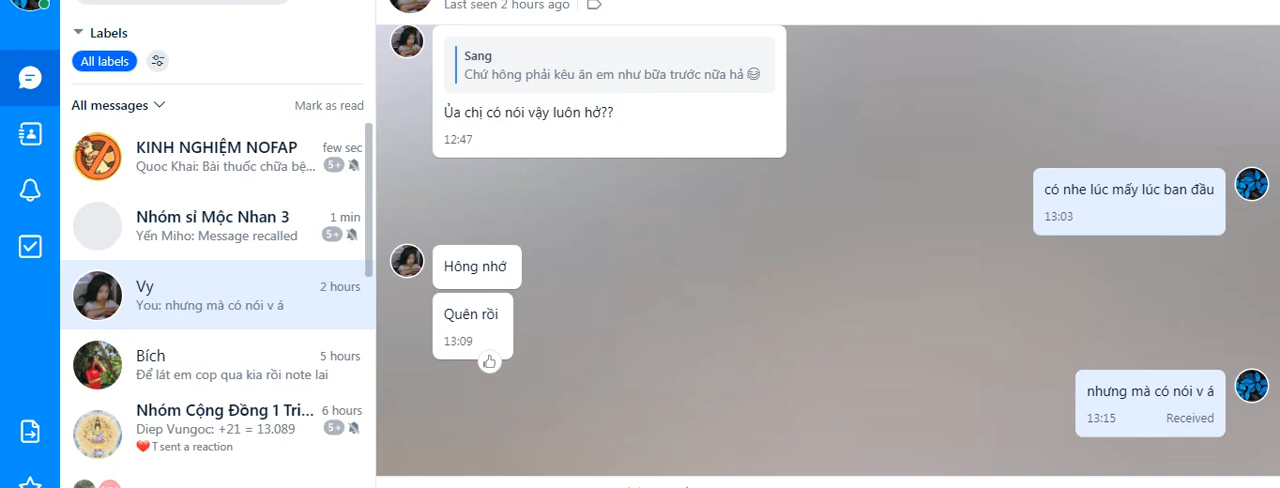 Last seen 2 hours ago
Labels
All labels
All messages
Mark as read
KINH NGHIỆM NOFAP
few sec
Quoc Khai: Bài thuốc chữa bệ...
5+
Nhóm sỉ Mộc Nhan 3
1 min
Yến Miho: Message recalled
5+
Vy
2 hours
You: nhưng mà có nói v á
Bích
5 hours
Để lát em cop qua kia rồi note lai
Nhóm Cộng Đồng 1 Tri...
6 hours
Diep Vungoc: +21 = 13.089
5+
T sent a reaction
Sang
Chứ hông phải kêu ăn em như bữa trước nữa hả 😅
Ủa chị có nói vậy luôn hở??
12:47
có nhe lúc mấy lúc ban đầu
13:03
Hông nhớ
Quên rồi
13:09
nhưng mà có nói v á
13:15 Received